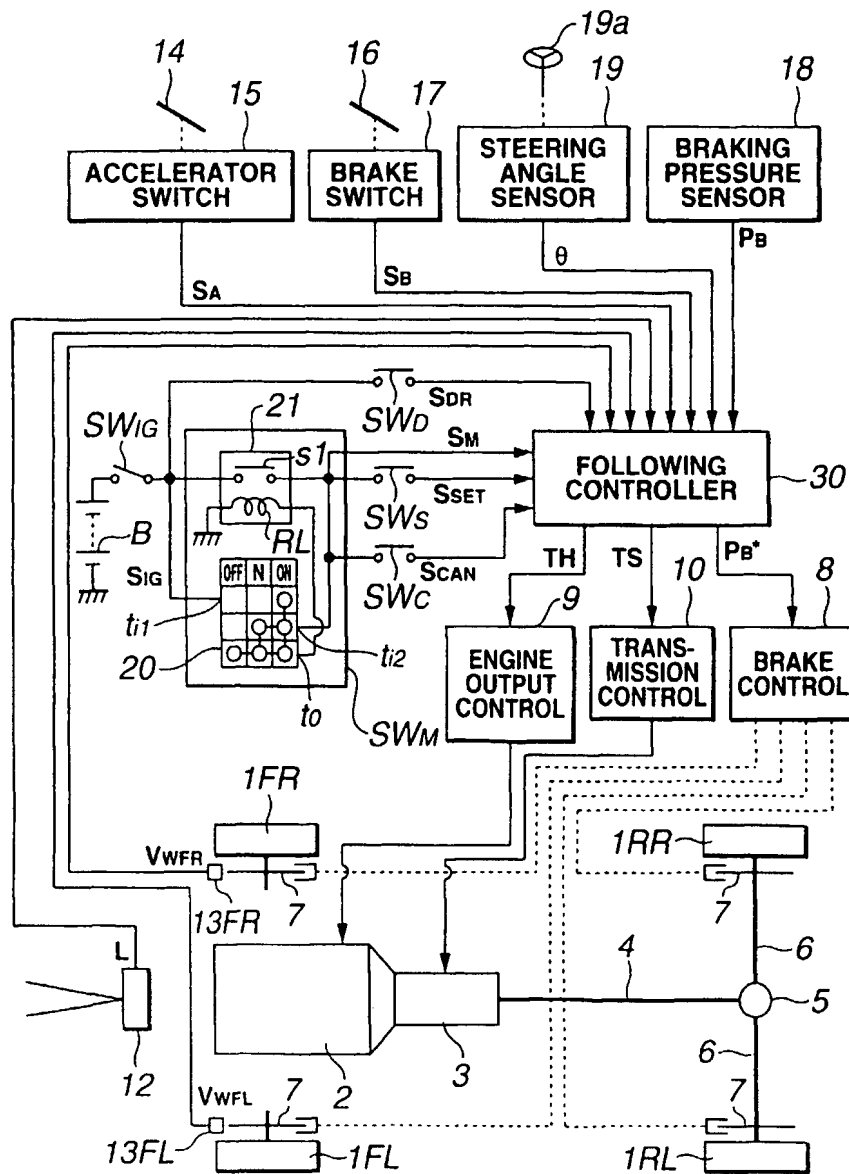 19a
14
16
15
17
19
18
ACCELERATOR
SWITCH
BRAKE
SWITCH
STEERING
ANGLE
SENSOR
BRAKING
PRESSURE
SENSOR
SA
SB
θ
PB
SDR
SWD
SWIG
21
s1
SM
FOLLOWING
CONTROLLER
30
B
RL
SSET
SWS
SIG
OFF N ON
SCAN
SWC
TH
TS
PB*
ti1
ti2
20
to
SWM
9
10
8
ENGINE
OUTPUT
CONTROL
TRANS-
MISSION
CONTROL
BRAKE
CONTROL
1FR
1RR
VWFR
13FR
7
7
L
12
4
6
5
2
3
6
VWFL
13FL
7
1FL
7
1RL